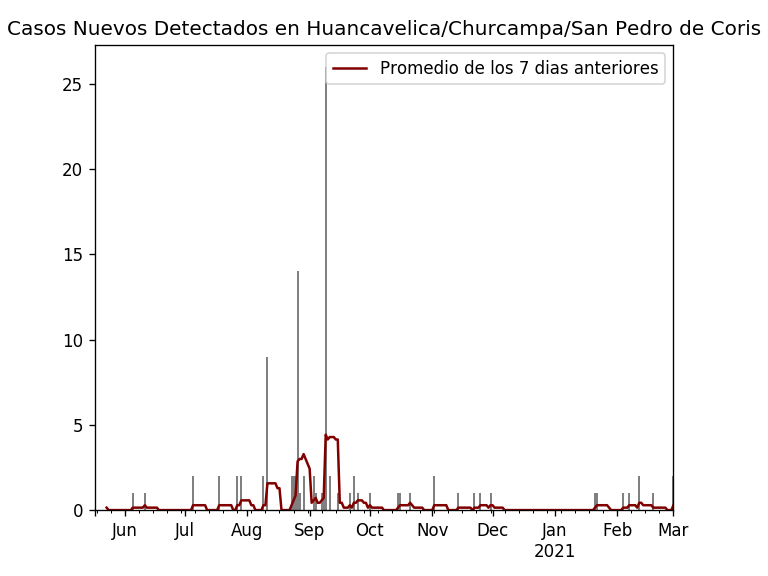 Casos Nuevos Detectados en Huancavelica/Churcampa/San Pedro de Coris
Promedio de los 7 dias anteriores
25
20
15
10
5
0
Jun Jul Aug Sep Oct Nov Dec Jan Feb Mar
2021